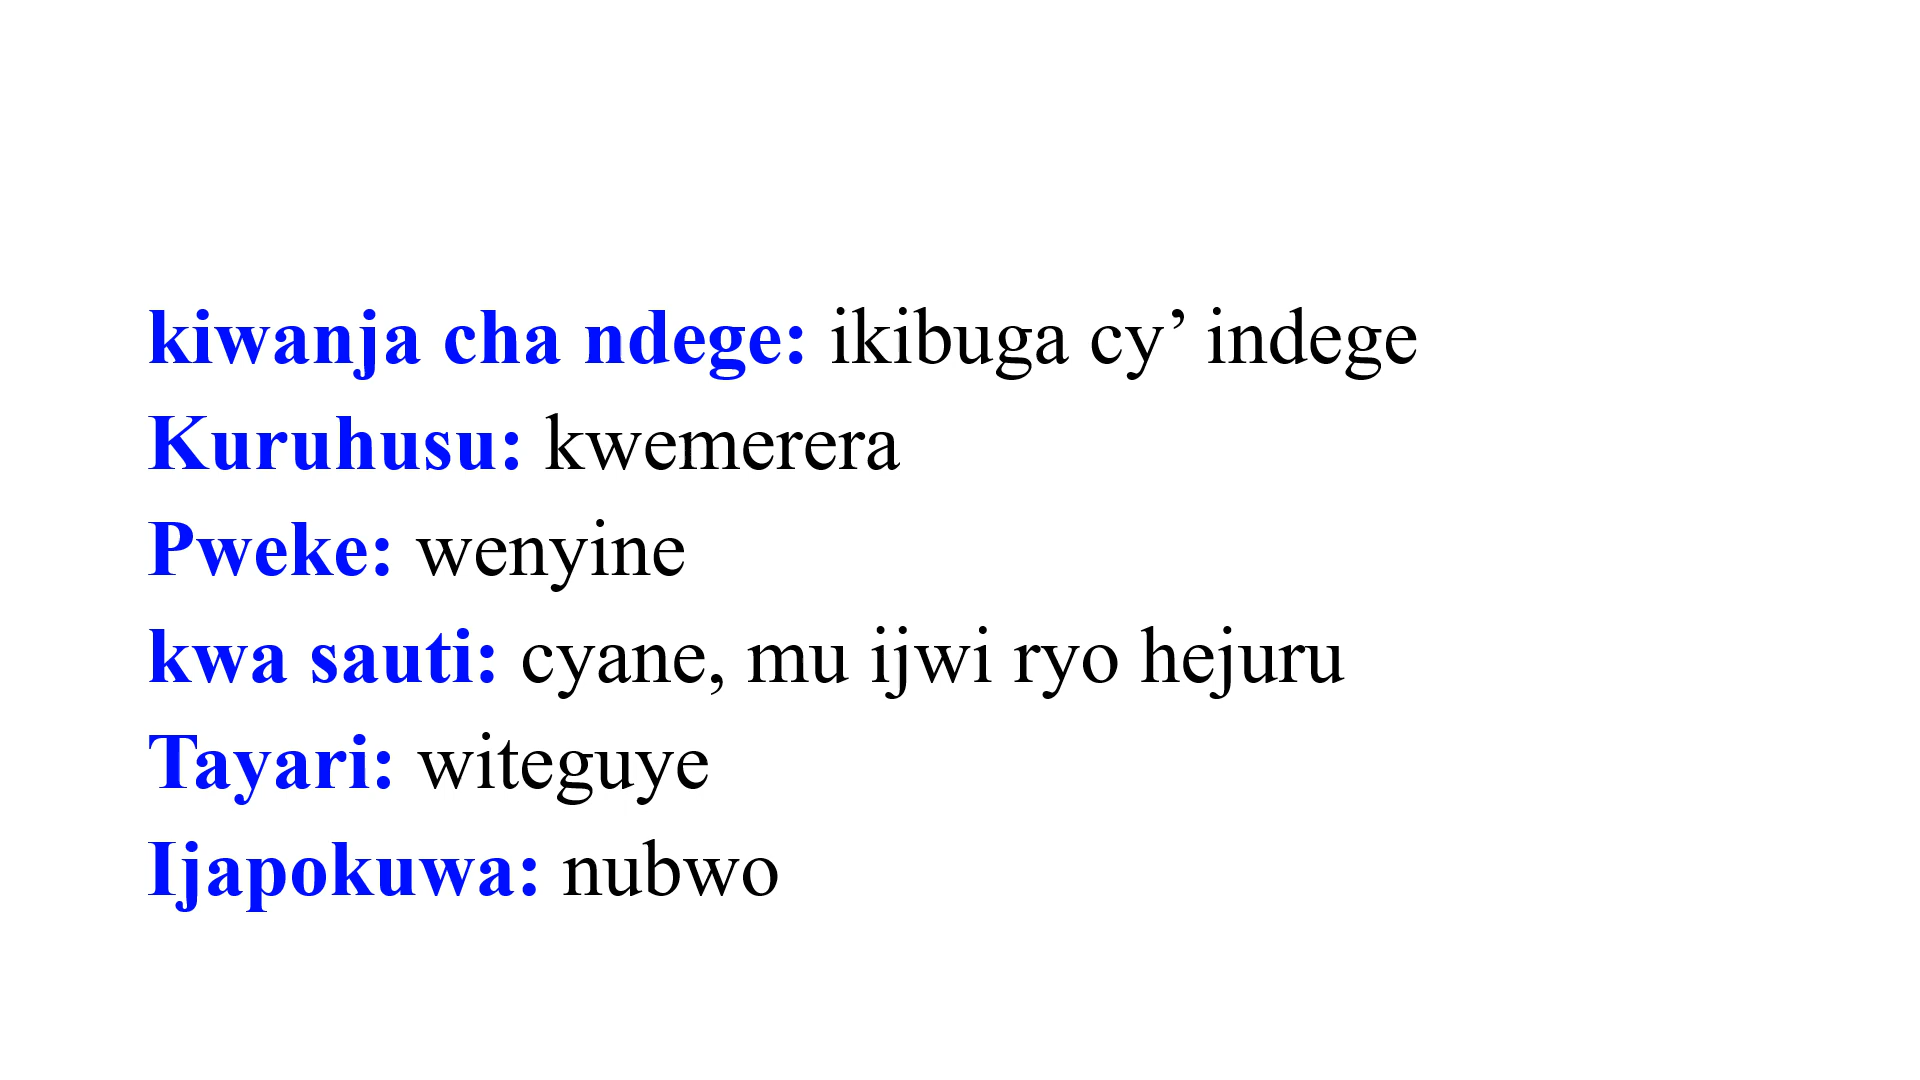 kiwanja cha ndege: ikibuga cy’ indege
Kuruhusu: kwemerera
Pweke: wenyine
kwa sauti: cyane, mu ijwi ryo hejuru
Tayari: witeguye
Ijapokuwa: nubwo